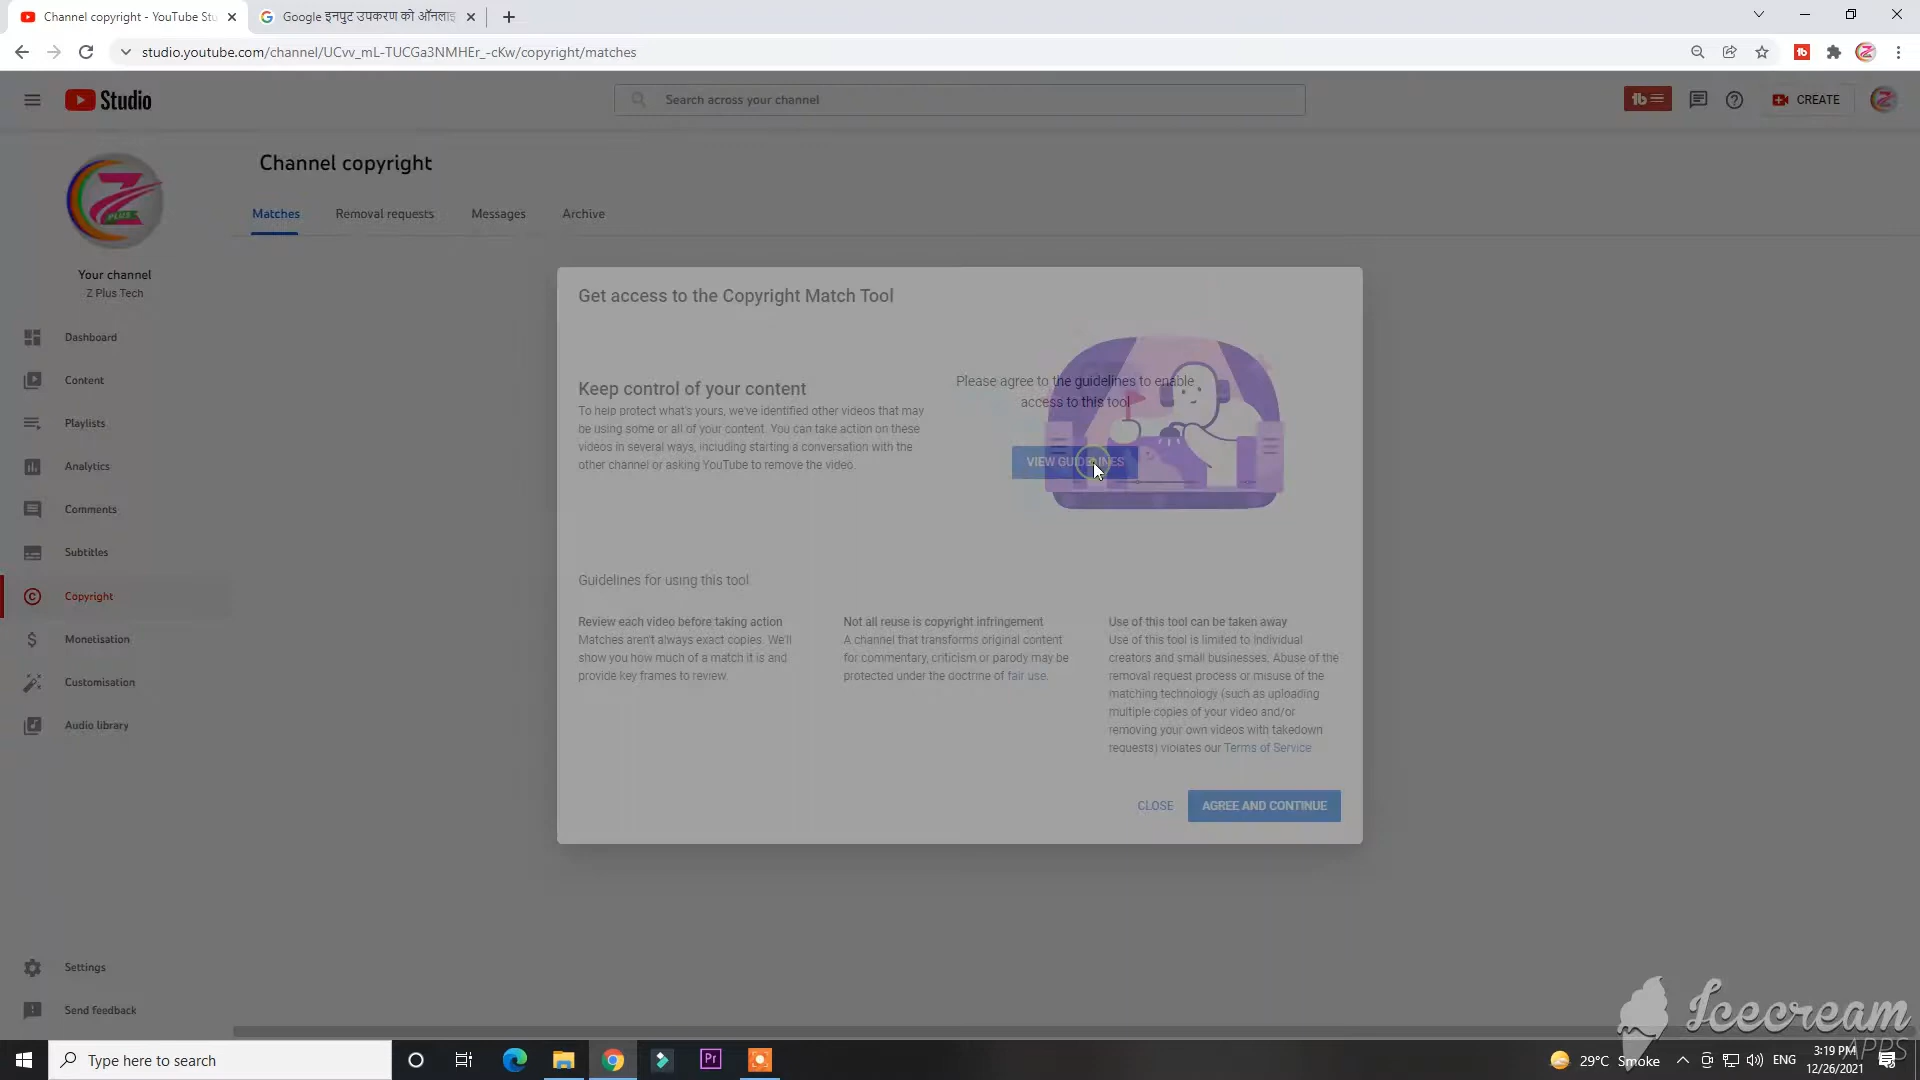 Channel copyright - YouTube Stu
Google इनपुट उपकरण को ऑनलाइ
studio.youtube.com/channel/UCvv_mL-TUCGa3NMHEr_-cKw/copyright/matches
Studio
Search across your channel
CREATE
Z
PLUS
Your channel
Z Plus Tech
Channel copyright
Matches
Removal requests
Messages
Archive
Dashboard
Content
Playlists
Analytics
Comments
Subtitles
Copyright
Monetisation
Customisation
Audio library
Settings
Send feedback
Get access to the Copyright Match Tool
Keep control of your content
To help protect what's yours, we've identified other videos that may
be using some or all of your content. You can take action on these
videos in several ways, including starting a conversation with the
other channel or asking YouTube to remove the video.
Please agree to the guidelines to enable
access to this tool
VIEW GUIDELINES
Guidelines for using this tool
Review each video before taking action
Matches aren't always exact copies. We'll
show you how much of a match it is and
provide key frames to review.
Not all reuse is copyright infringement
A channel that transforms original content
for commentary, criticism or parody may be
protected under the doctrine of fair use.
Use of this tool can be taken away
Use of this tool is limited to individual
creators and small businesses. Abuse of the
removal request process or misuse of the
matching technology (such as uploading
multiple copies of your video and/or
removing your own videos with takedown
requests) violates our Terms of Service
CLOSE
AGREE AND CONTINUE
Icecream
APPS
Type here to search
Pr
29°C Smoke
ENG
3:19 PM
12/26/2021